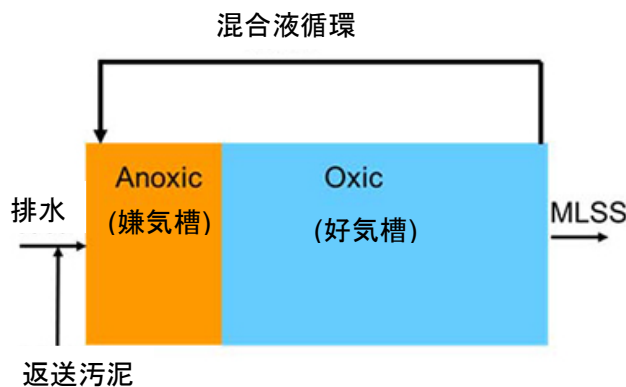 混合液循環
Anoxic
(嫌気槽)
Oxic
(好気槽)
排水
MLSS
返送汚泥